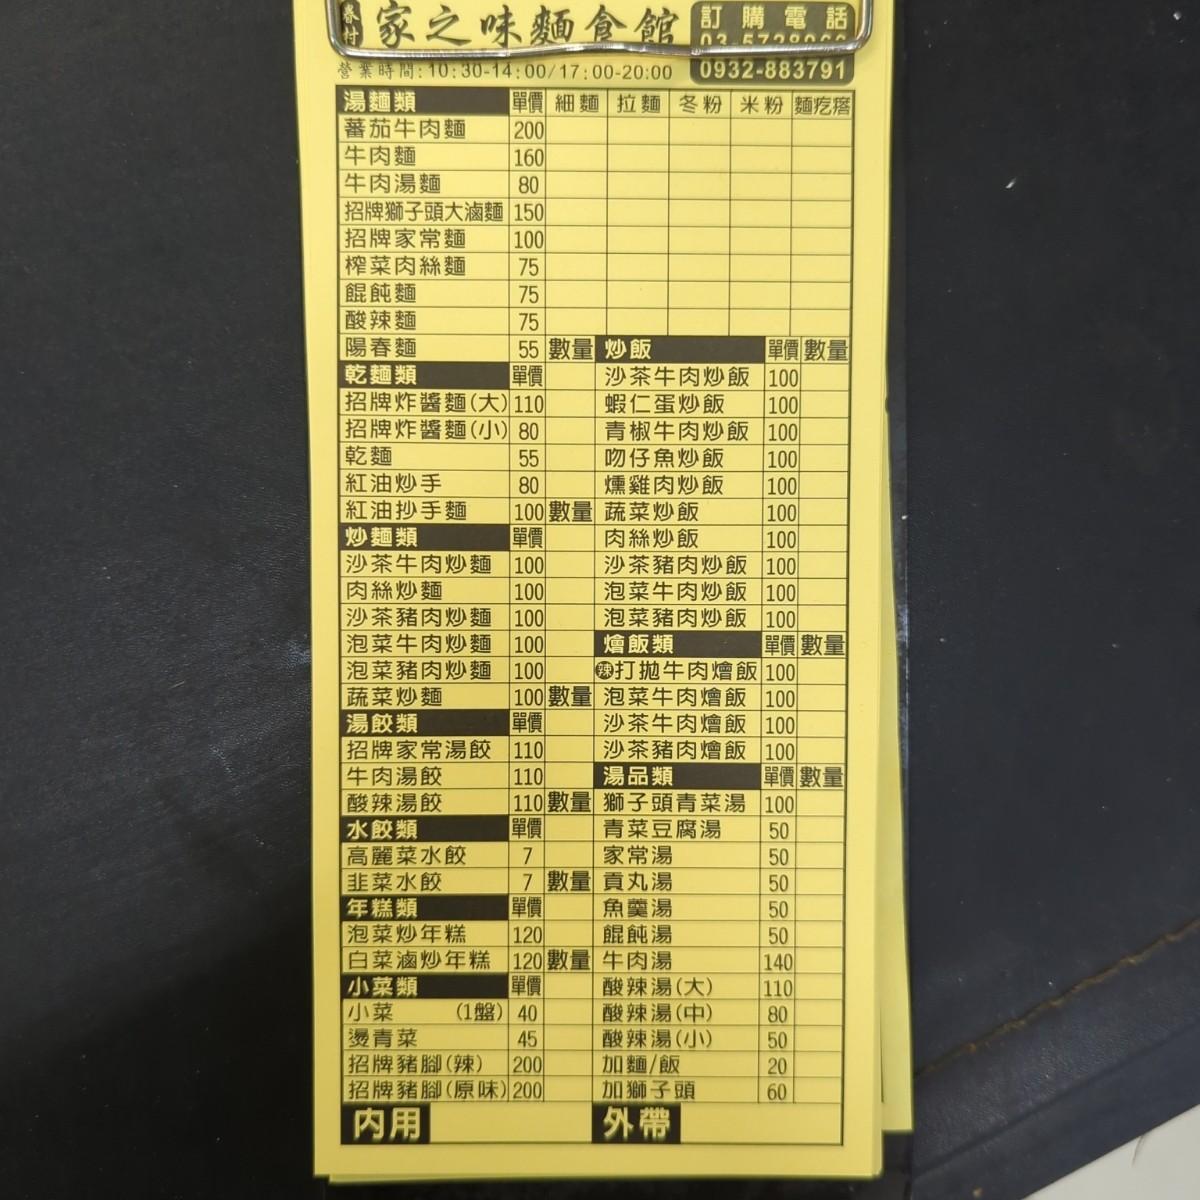 眷村 家之味麵食館 訂購電話
營業時間:10:30-14:00/17:00-20:00 0932-883791
湯麵類 單價 細麵 拉麵 冬粉 米粉 麵疙瘩
蕃茄牛肉麵 200
牛肉麵 160
牛肉湯麵 80
招牌獅子頭大滷麵 150
招牌家常麵 100
榨菜肉絲麵 75
餛飩麵 75
酸辣麵 75
陽春麵 55 數量 炒飯 單價 數量
乾麵類 單價 沙茶牛肉炒飯 100
招牌炸醬麵(大) 110 蝦仁蛋炒飯 100
招牌炸醬麵(小) 80 青椒牛肉炒飯 100
乾麵 55 吻仔魚炒飯 100
紅油炒手 80 燻雞肉炒飯 100
紅油抄手麵 100 數量 蔬菜炒飯 100
炒麵類 單價 肉絲炒飯 100
沙茶牛肉炒麵 100 沙茶豬肉炒飯 100
肉絲炒麵 100 泡菜牛肉炒飯 100
沙茶豬肉炒麵 100 泡菜豬肉炒飯 100
泡菜牛肉炒麵 100 燴飯類 單價 數量
泡菜豬肉炒麵 100 辣打拋牛肉燴飯 100
蔬菜炒麵 100 數量 泡菜牛肉燴飯 100
湯餃類 單價 沙茶牛肉燴飯 100
招牌家常湯餃 110 沙茶豬肉燴飯 100
牛肉湯餃 110 湯品類 單價 數量
酸辣湯餃 110 數量 獅子頭青菜湯 100
水餃類 單價 青菜豆腐湯 50
高麗菜水餃 7 家常湯 50
韭菜水餃 7 數量 貢丸湯 50
年糕類 單價 魚羹湯 50
泡菜炒年糕 120 餛飩湯 50
白菜滷炒年糕 120 數量 牛肉湯 140
小菜類 單價 酸辣湯(大) 110
小菜 (1盤) 40 酸辣湯(中) 80
燙青菜 45 酸辣湯(小) 50
招牌豬腳(辣) 200 加麵/飯 20
招牌豬腳(原味) 200 加獅子頭 60
內用 外帶